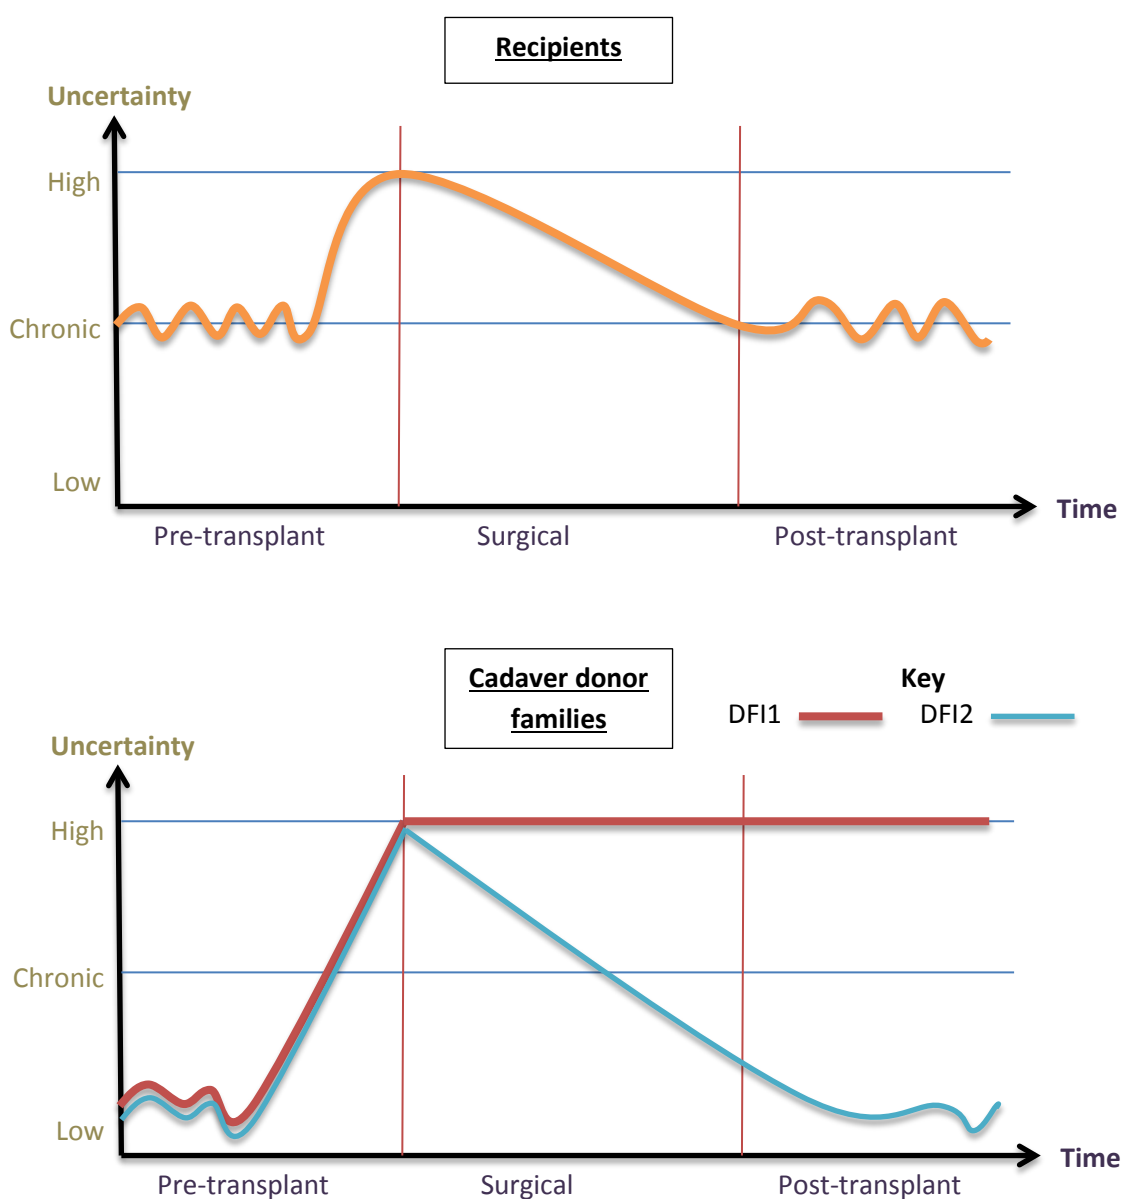 Recipients
Uncertainty
High
Chronic
Low
Time
Pre-transplant Surgical Post-transplant
Cadaver donor
families
Key
DFI1 DFI2
Uncertainty
High
Chronic
Low
Time
Pre-transplant Surgical Post-transplant